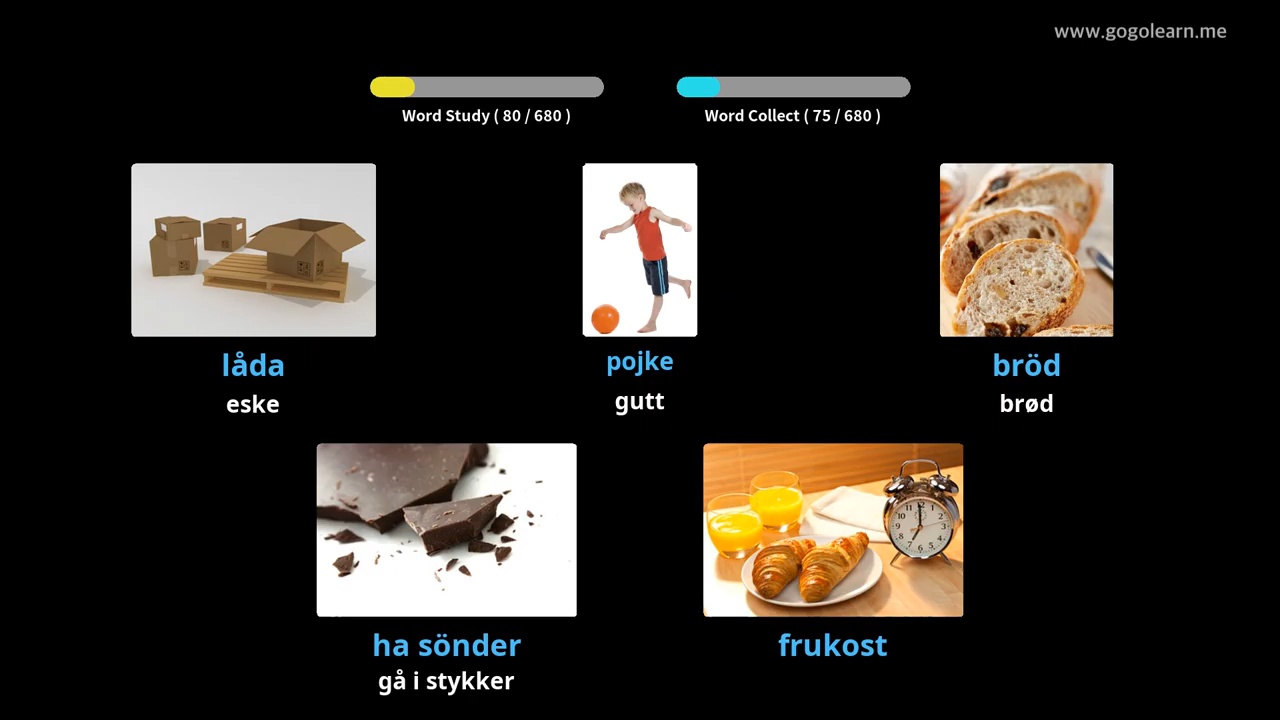 www.gogolearn.me
Word Study ( 80 / 680 )
Word Collect ( 75 / 680 )
låda
eske
pojke
gutt
bröd
brød
ha sönder
gå i stykker
frukost